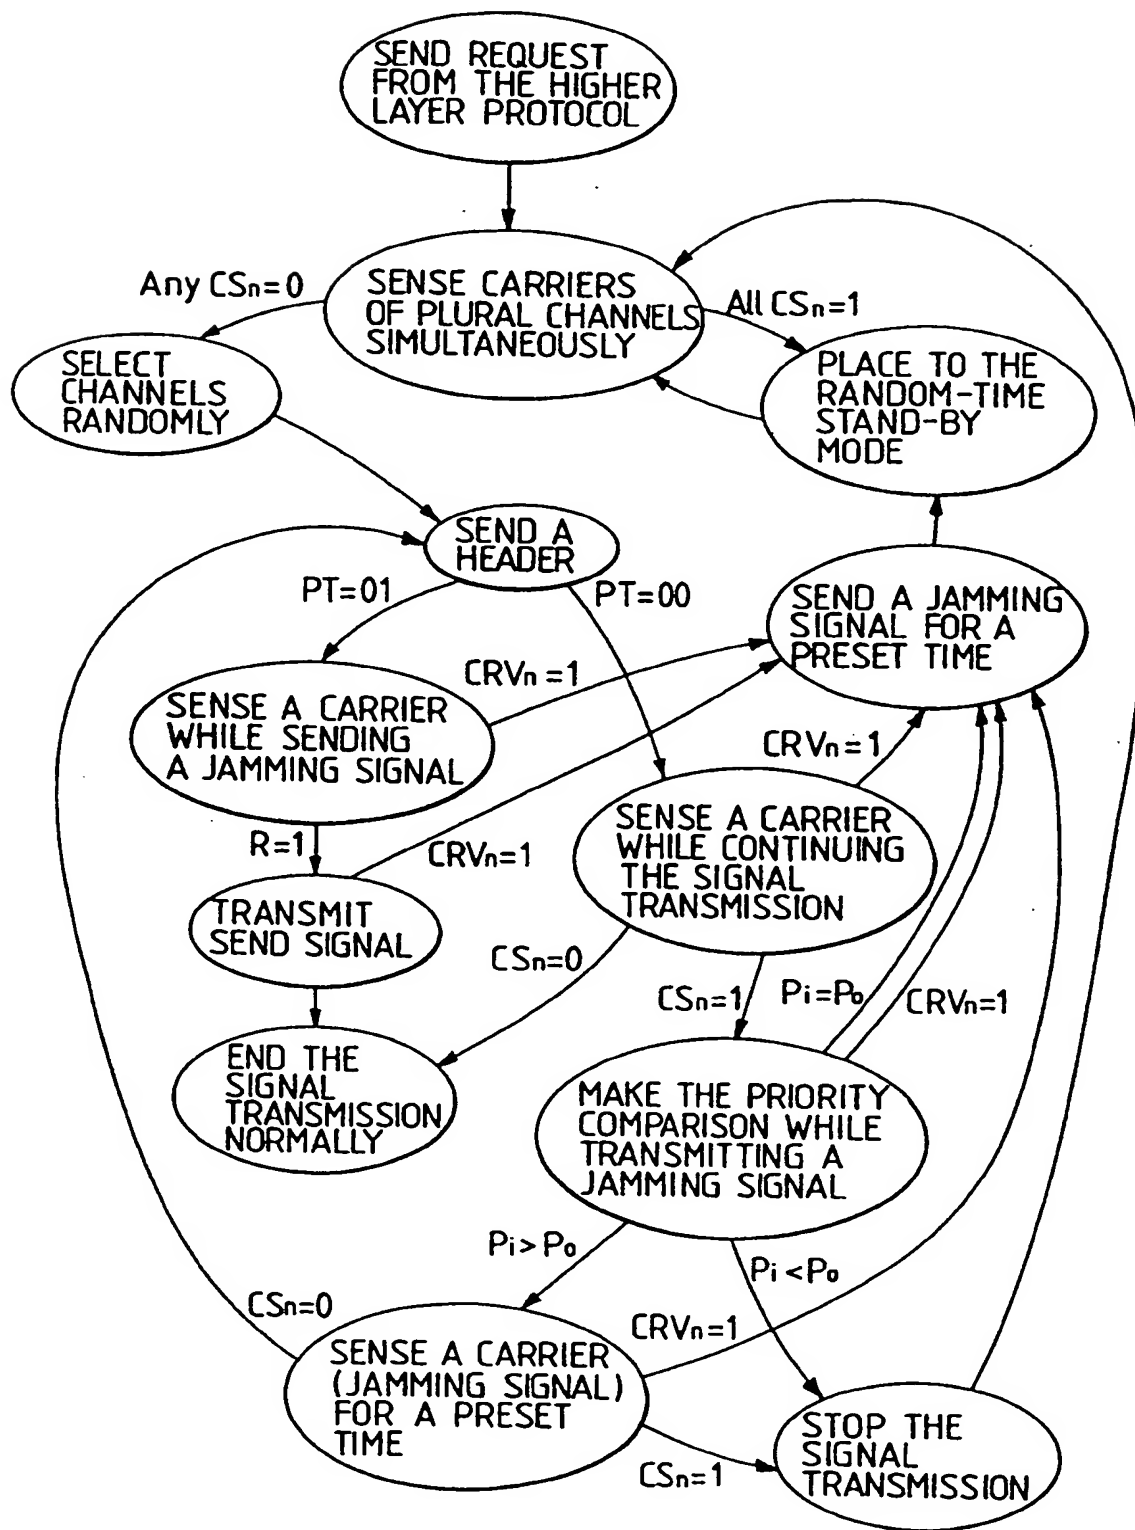 SEND REQUEST
FROM THE HIGHER
LAYER PROTOCOL
Any CSn=0
SENSE CARRIERS
OF PLURAL CHANNELS
SIMULTANEOUSLY
All CSn=1
SELECT
CHANNELS
RANDOMLY
PLACE TO THE
RANDOM-TIME
STAND-BY
MODE
SEND A
HEADER
PT=01
PT=00
SEND A JAMMING
SIGNAL FOR A
PRESET TIME
CRVn=1
SENSE A CARRIER
WHILE SENDING
A JAMMING SIGNAL
CRVn=1
R=1
CRVn=1
SENSE A CARRIER
WHILE CONTINUING
THE SIGNAL
TRANSMISSION
TRANSMIT
SEND SIGNAL
CSn=0
CSn=1
Pi=Po
CRVn=1
END THE
SIGNAL
TRANSMISSION
NORMALLY
MAKE THE PRIORITY
COMPARISON WHILE
TRANSMITTING A
JAMMING SIGNAL
Pi>Po
Pi<Po
CSn=0
CRVn=1
SENSE A CARRIER
(JAMMING SIGNAL)
FOR A PRESET
TIME
CSn=1
STOP THE
SIGNAL
TRANSMISSION